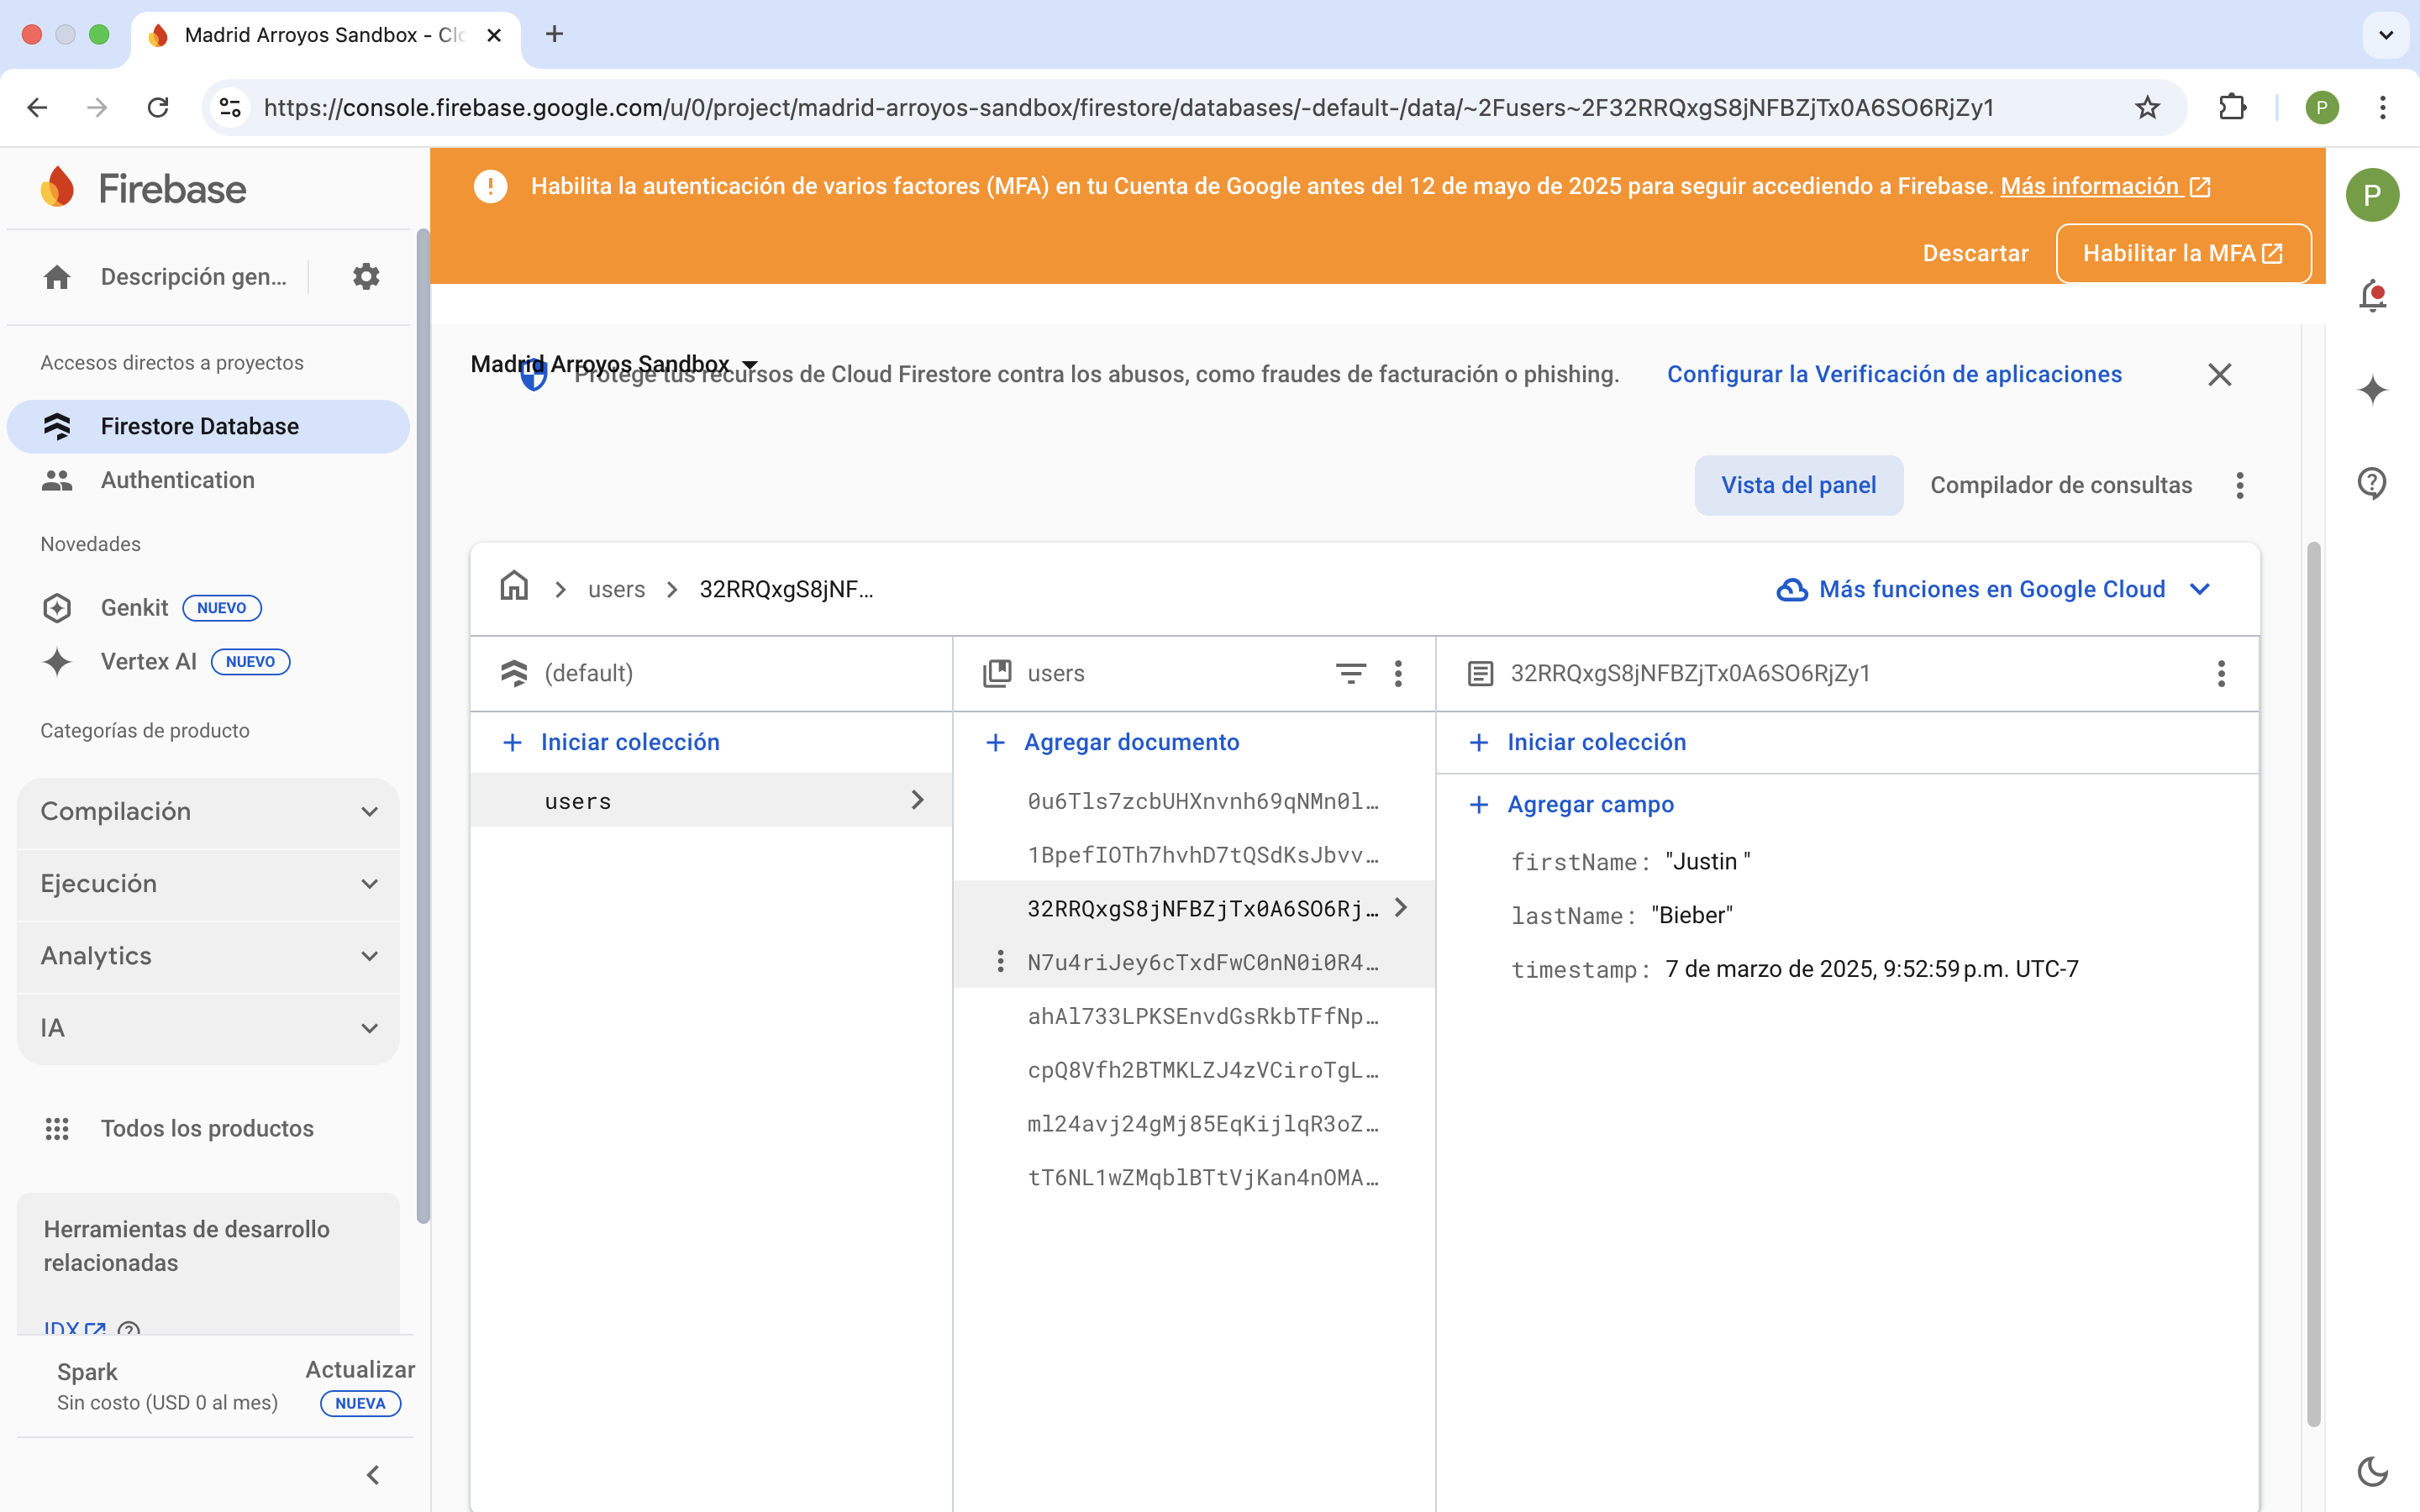 Madrid Arroyos Sandbox - Clo
https://console.firebase.google.com/u/0/project/madrid-arroyos-sandbox/firestore/databases/-default-/data/~2Fusers~2F32RRQxgS8jNFBZjTx0A6SO6RjZy1
P
Firebase
Habilita la autenticación de varios factores (MFA) en tu Cuenta de Google antes del 12 de mayo de 2025 para seguir accediendo a Firebase. Más información
Descartar
Habilitar la MFA
P
Descripción gen...
Accesos directos a proyectos
Firestore Database
Authentication
Novedades
Genkit NUEVO
Vertex AI NUEVO
Categorías de producto
Compilación
Ejecución
Analytics
IA
Todos los productos
Herramientas de desarrollo
relacionadas
IDX
Spark
Sin costo (USD 0 al mes)
Actualizar
NUEVA
Madrid Arroyos Sandbox
Protege tus recursos de Cloud Firestore contra los abusos, como fraudes de facturación o phishing.
Configurar la Verificación de aplicaciones
Vista del panel
Compilador de consultas
users
32RRQxgS8jNF...
Más funciones en Google Cloud
(default)
Iniciar colección
users
users
Agregar documento
0u6Tls7zcbUHXnvnh69qNMn0l…
1BpefIOTh7hvhD7tQSdKsJbvv…
32RRQxgS8jNFBZjTx0A6SO6Rj…
N7u4riJey6cTxdFwC0nN0i0R4…
ahAl733LPKSEnvdGsRkbTFfNp…
cpQ8Vfh2BTMKLZJ4zVCiroTgL…
ml24avj24gMj85EqKijlqR3oZ…
tT6NL1wZMqblBTtVjKan4nOMA…
32RRQxgS8jNFBZjTx0A6SO6RjZy1
Iniciar colección
Agregar campo
firstName: "Justin "
lastName: "Bieber"
timestamp: 7 de marzo de 2025, 9:52:59 p.m. UTC-7